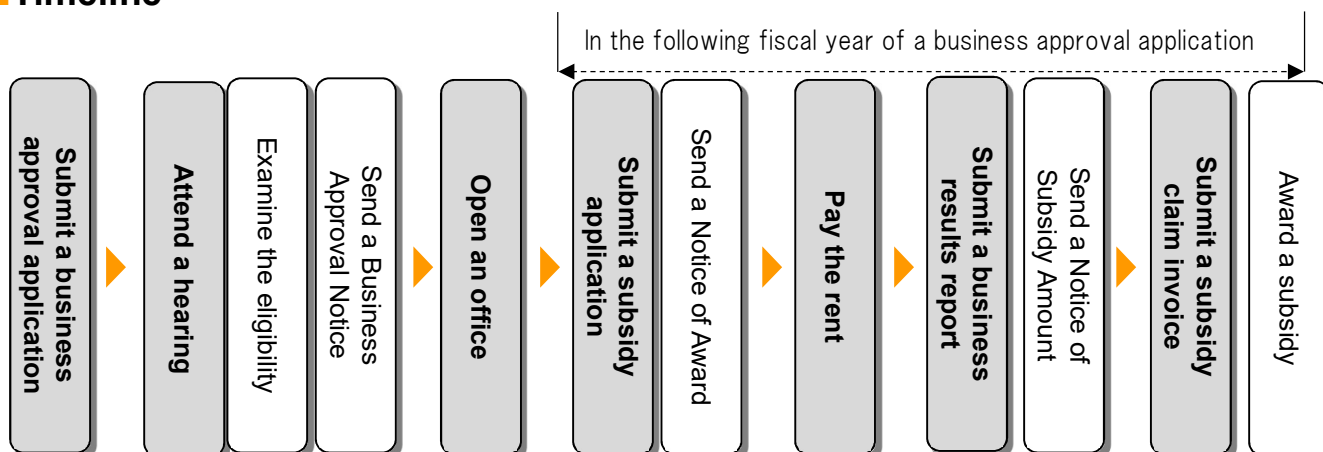 Timeline
In the following fiscal year of a business approval application
Submit a business
approval application
Attend a hearing
Examine the eligibility
Send a Business
Approval Notice
Open an office
Submit a subsidy
application
Send a Notice of Award
Pay the rent
Submit a business
results report
Send a Notice of
Subsidy Amount
Submit a subsidy
claim invoice
Award a subsidy